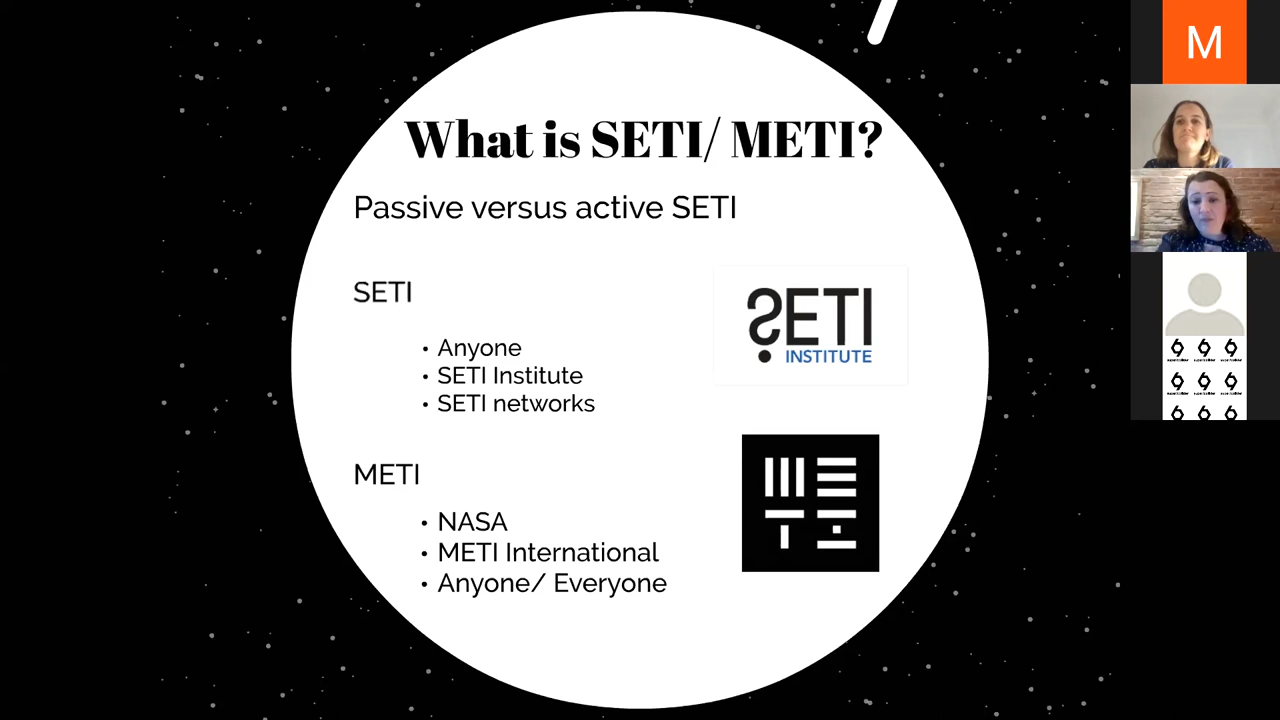 What is SETI/ METI?
Passive versus active SETI
SETI
• Anyone
• SETI Institute
• SETI networks
SETI
INSTITUTE
METI
• NASA
• METI International
• Anyone/ Everyone
METI
M